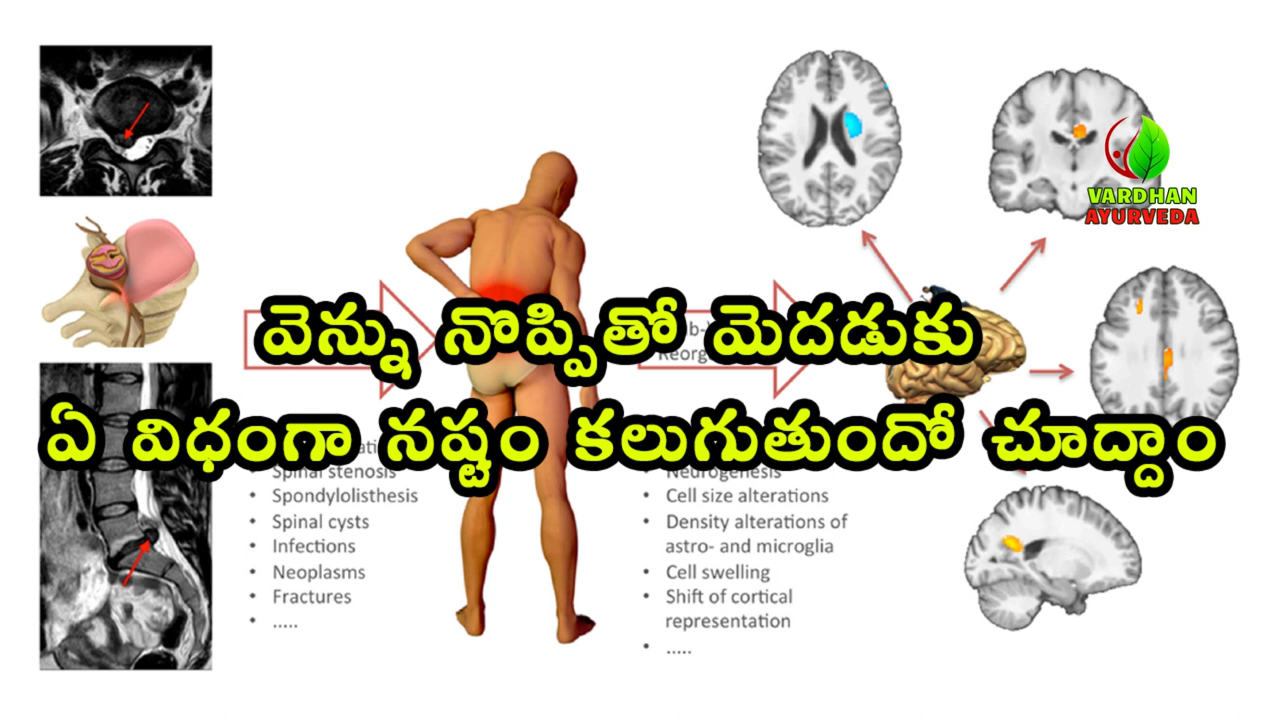 VARDHAN
AYURVEDA
వెన్ను నొప్పితో మెదడుకు
ఏ విధంగా నష్టం కలుగుతుందో చూద్దాం
Spinal stenosis
• Spondylolisthesis
• Spinal cysts
• Infections
• Neoplasms
• Fractures
• .....
Neurogenesis
• Cell size alterations
• Density alterations of
astro- and microglia
• Cell swelling
• Shift of cortical
representation
• .....